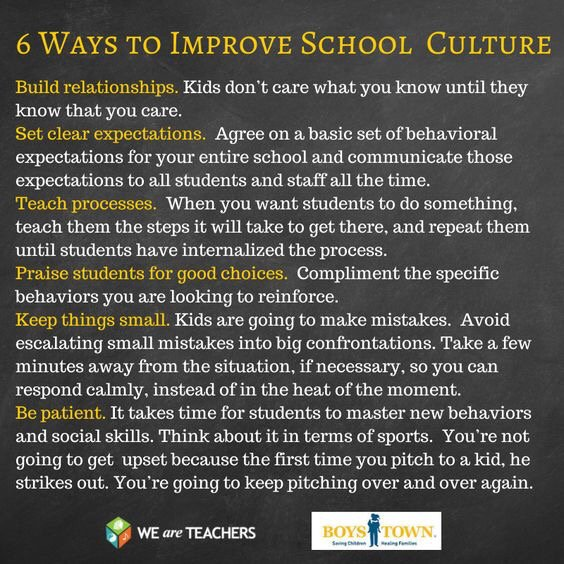 6 Ways to Improve School Culture
Build relationships. Kids don't care what you know until they
know that you care.
Set clear expectations. Agree on a basic set of behavioral
expectations for your entire school and communicate those
expectations to all students and staff all the time.
Teach processes. When you want students to do something,
teach them the steps it will take to get there, and repeat them
until students have internalized the process.
Praise students for good choices. Compliment the specific
behaviors you are looking to reinforce.
Keep things small. Kids are going to make mistakes. Avoid
escalating small mistakes into big confrontations. Take a few
minutes away from the situation, if necessary, so you can
respond calmly, instead of in the heat of the moment.
Be patient. It takes time for students to master new behaviors
and social skills. Think about it in terms of sports. You're not
going to get upset because the first time you pitch to a kid, he
strikes out. You're going to keep pitching over and over again.
WE are TEACHERS
BOYS TOWN.
Saving Children Healing Families